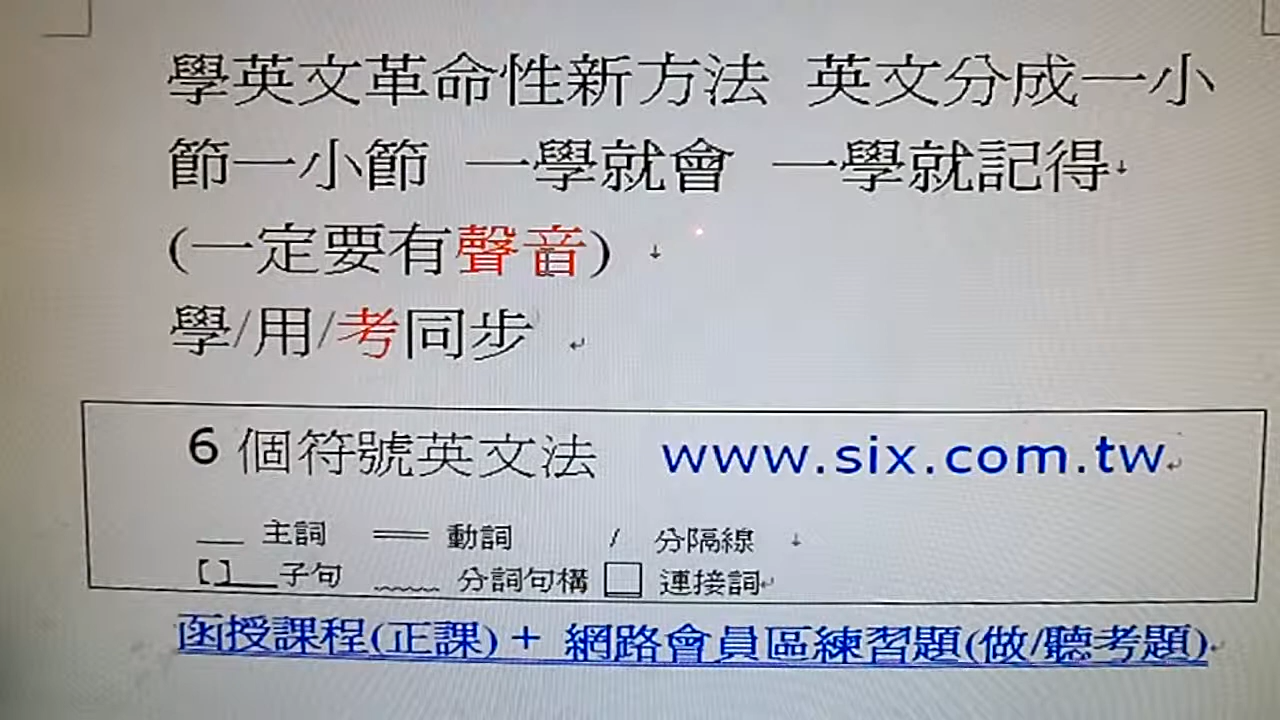 學英文革命性新方法 英文分成一小
節一小節 一學就會 一學就記得
(一定要有聲音)
學/用/考同步
6 個符號英文法 www.six.com.tw
__ 主詞 ══ 動詞 / 分隔線
[ ]__子句 ﹏﹏ 分詞句構 □ 連接詞
函授課程(正課) + 網路會員區練習題(做/聽考題)